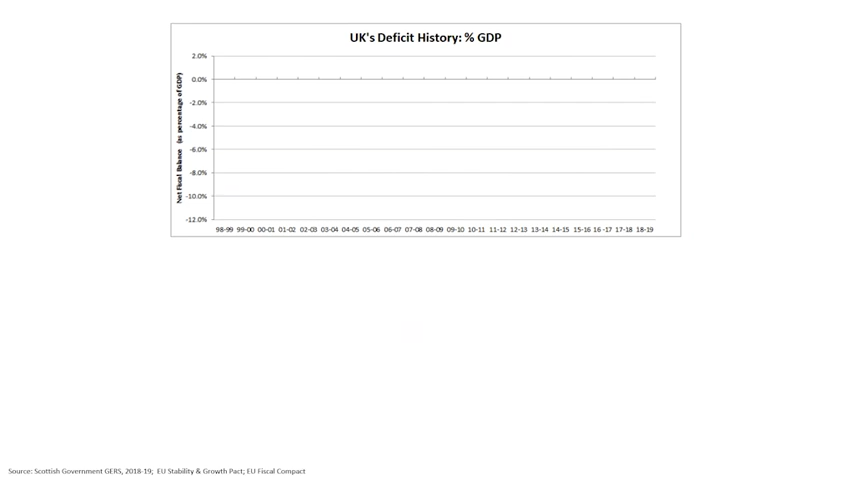 UK's Deficit History: % GDP
Net Fiscal Balance (as percentage of GDP)
2.0%
0.0%
-2.0%
-4.0%
-6.0%
-8.0%
-10.0%
-12.0%
98-99 99-00 00-01 01-02 02-03 03-04 04-05 05-06 06-07 07-08 08-09 09-10 10-11 11-12 12-13 13-14 14-15 15-16 16 -17 17-18 18-19
Source: Scottish Government GERS, 2018-19; EU Stability & Growth Pact; EU Fiscal Compact